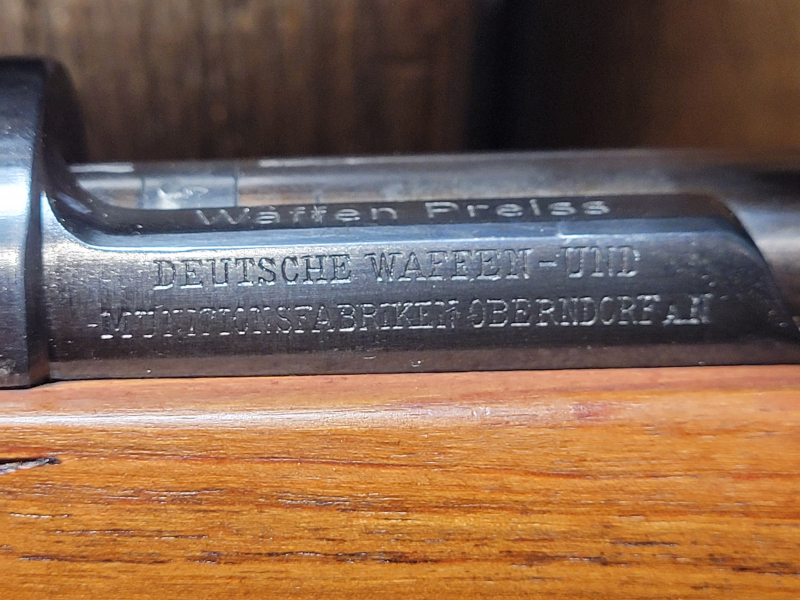 Waffen Preiss
DEUTSCHE WAFFEN-UND
MUNITIONSFABRIKEN OBERNDORF A.N